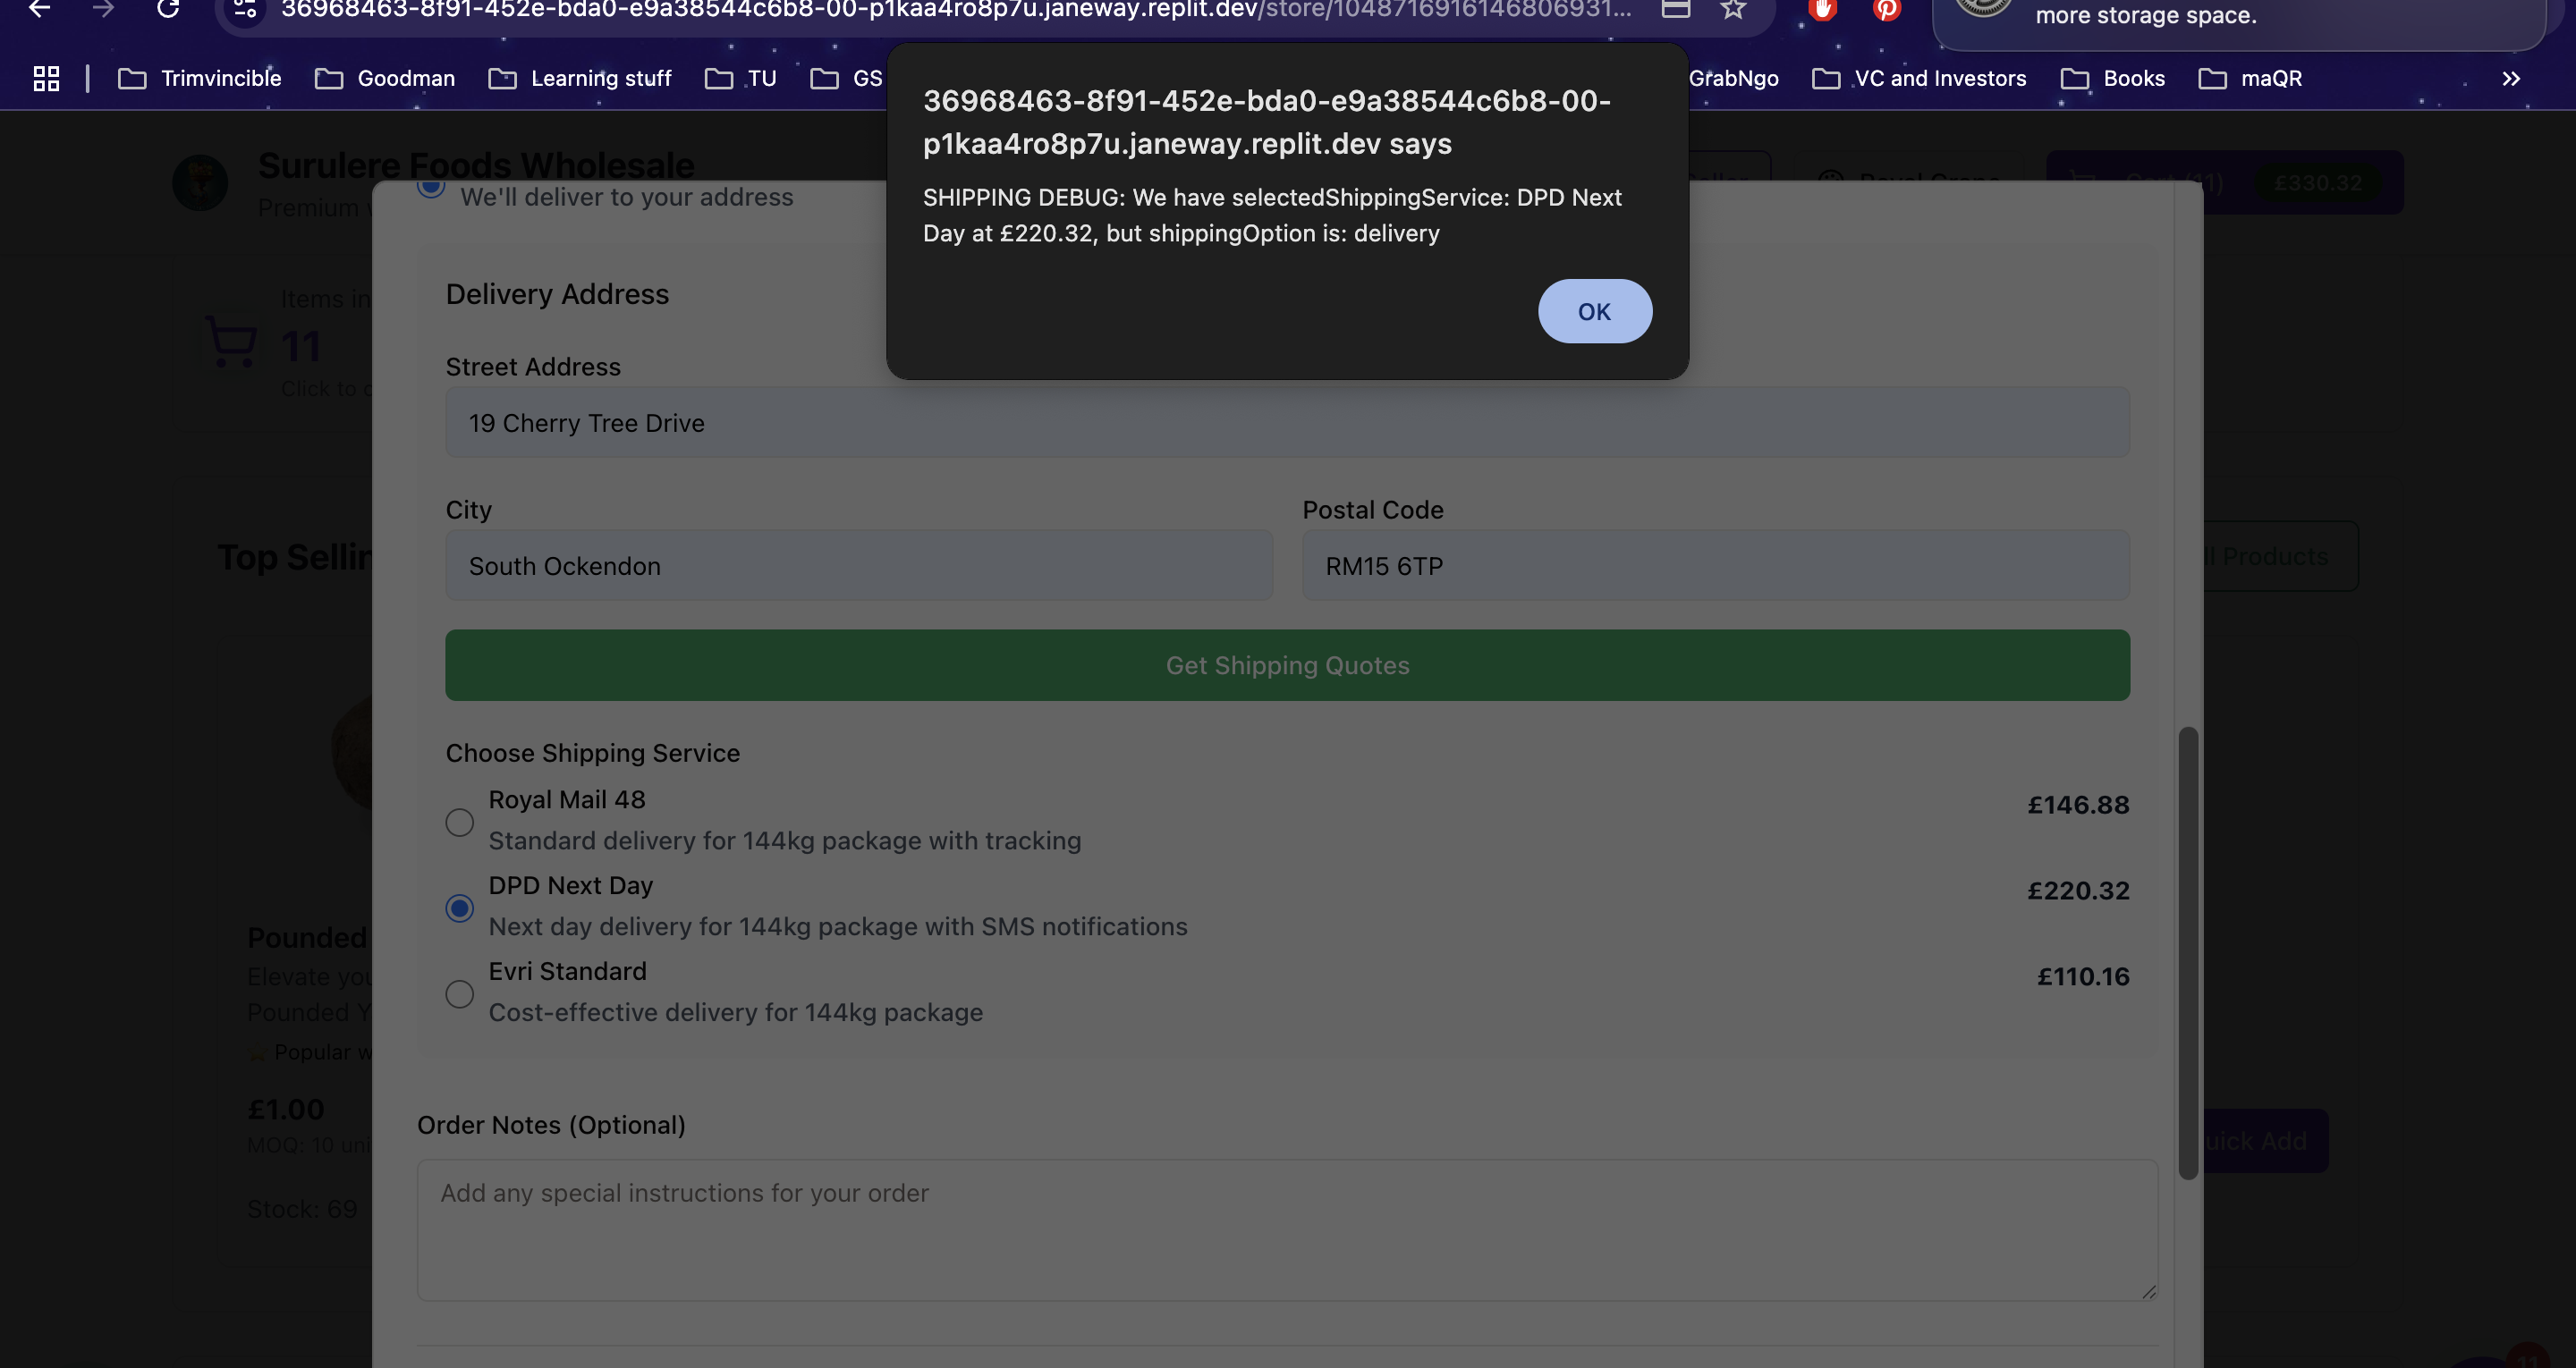 36968463-8f91-452e-bda0-e9a38544c6b8-00-p1kaa4ro8p7u.janeway.replit.dev/store/1048716916146806931...
more storage space.
Trimvincible
Goodman
Learning stuff
TU
GS
GrabNgo
VC and Investors
Books
maQR
36968463-8f91-452e-bda0-e9a38544c6b8-00-
p1kaa4ro8p7u.janeway.replit.dev says
SHIPPING DEBUG: We have selectedShippingService: DPD Next
Day at £220.32, but shippingOption is: delivery
OK
Surulere Foods Wholesale
Premium
Cart (11)
£330.32
We'll deliver to your address
Items in
11
Click to
Delivery Address
Street Address
19 Cherry Tree Drive
City
Postal Code
South Ockendon
RM15 6TP
Top Sellin
ll Products
Get Shipping Quotes
Choose Shipping Service
Royal Mail 48
£146.88
Standard delivery for 144kg package with tracking
DPD Next Day
£220.32
Next day delivery for 144kg package with SMS notifications
Evri Standard
£110.16
Cost-effective delivery for 144kg package
Pounded
Elevate you
Pounded Y
Popular w
£1.00
MOQ: 10 uni
Stock: 69
uick Add
Order Notes (Optional)
Add any special instructions for your order
11